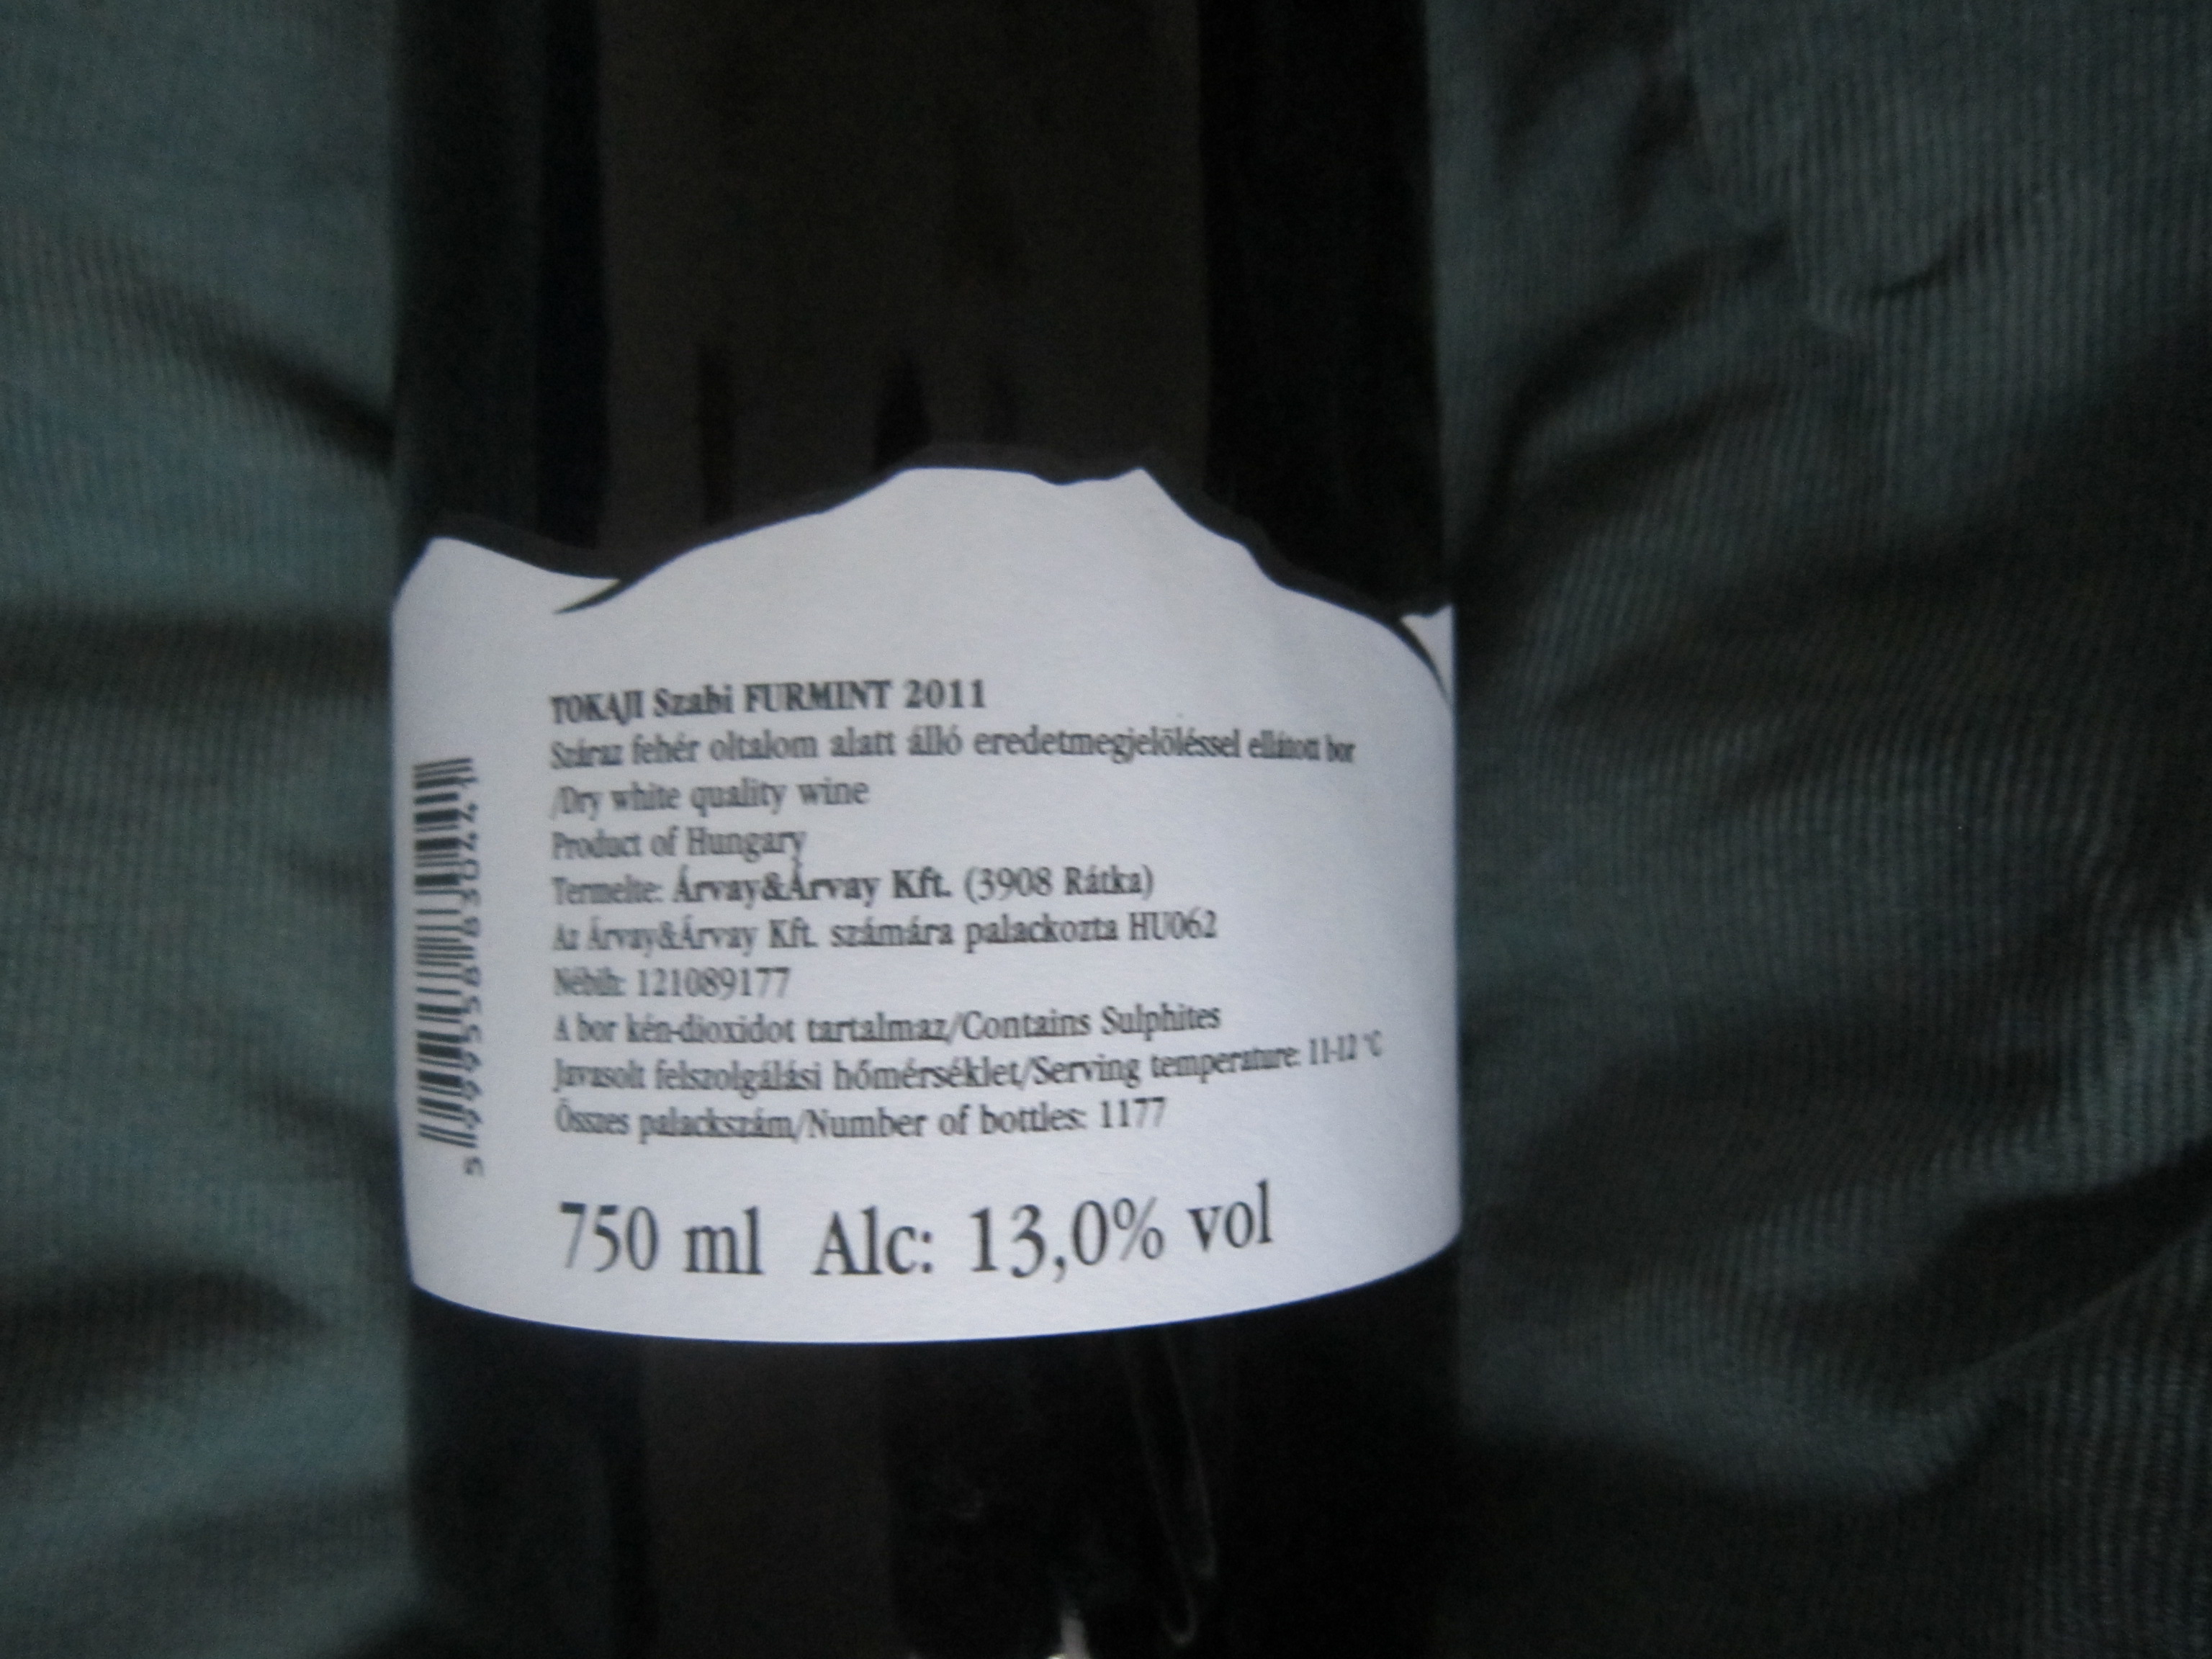 TOKAJI Szabi FURMINT 2011
Száraz fehér oltalom alatt álló eredetmegjelöléssel ellátott bor
/Dry white quality wine
Product of Hungary
Termelte: Árvay&Árvay Kft. (3908 Rátka)
Az Árvay&Árvay Kft. számára palackozta HU062
Nébih: 121089177
A bor kén-dioxidot tartalmaz/Contains Sulphites
Javasolt felszolgálási hőmérséklet/Serving temperature: 11-12 °C
Összes palackszám/Number of bottles: 1177
750 ml Alc: 13,0% vol